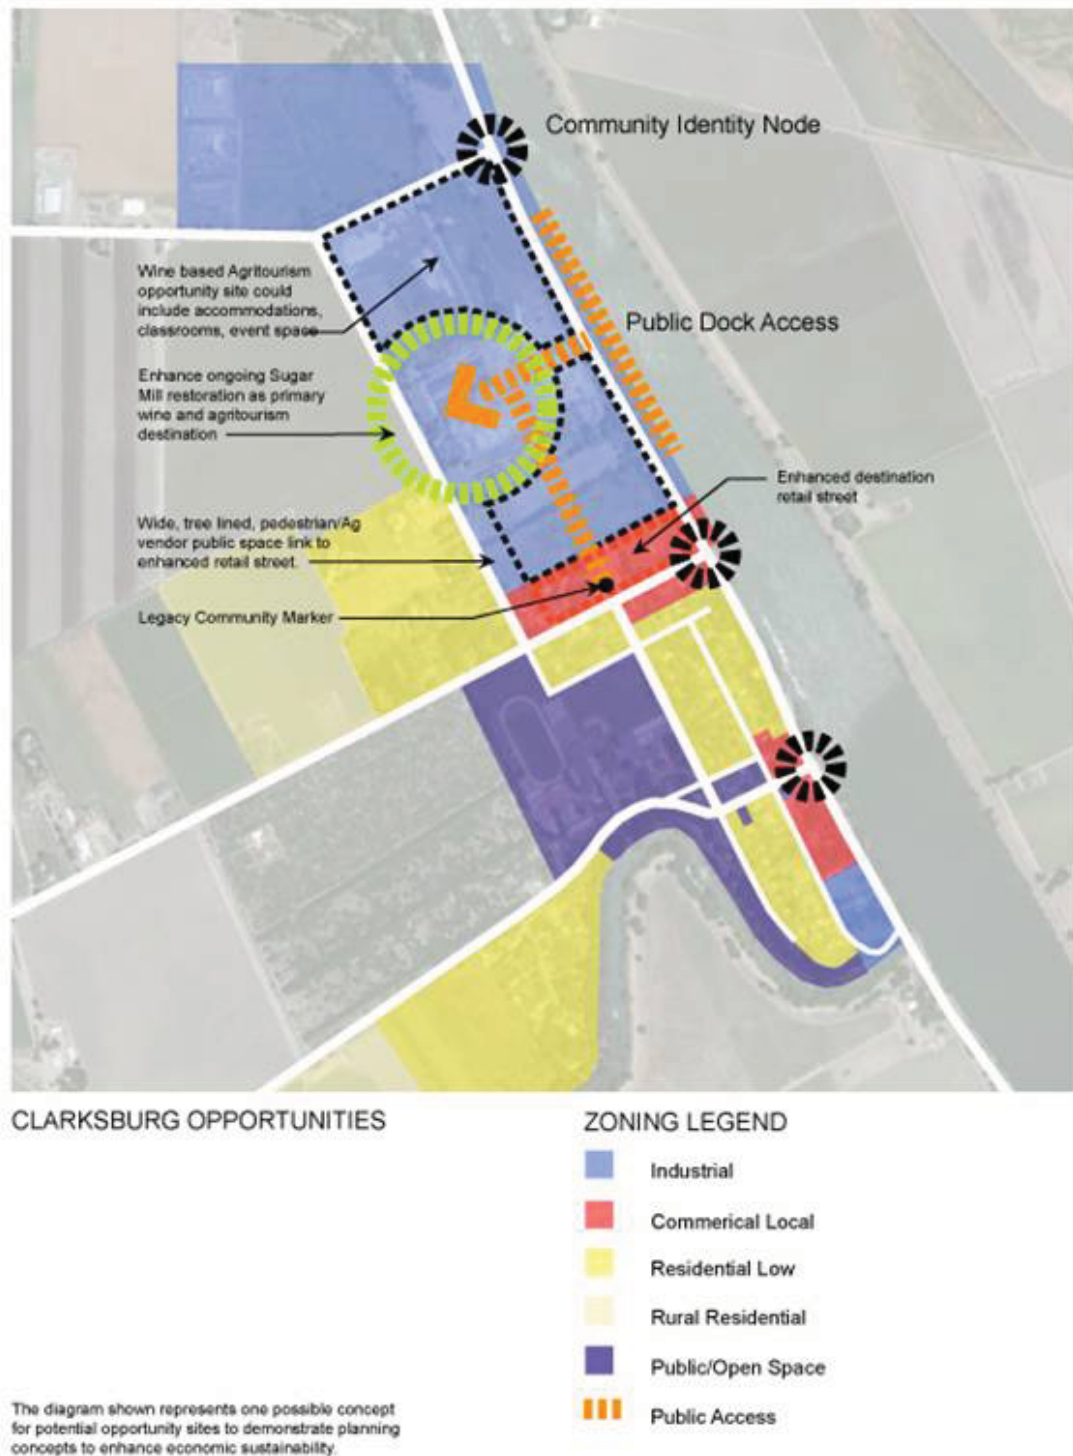 Community Identity Node
Wine based Agritourism
opportunity site could
include accommodations,
classrooms, event space
Public Dock Access
Enhance ongoing Sugar
Mill restoration as primary
wine and agritourism
destination
Enhanced destination
retail street
Wide, tree lined, pedestrian/Ag
vendor public space link to
enhanced retail street.
Legacy Community Marker
CLARKSBURG OPPORTUNITIES
ZONING LEGEND
Industrial
Commerical Local
Residential Low
Rural Residential
Public/Open Space
Public Access
The diagram shown represents one possible concept
for potential opportunity sites to demonstrate planning
concepts to enhance economic sustainability.